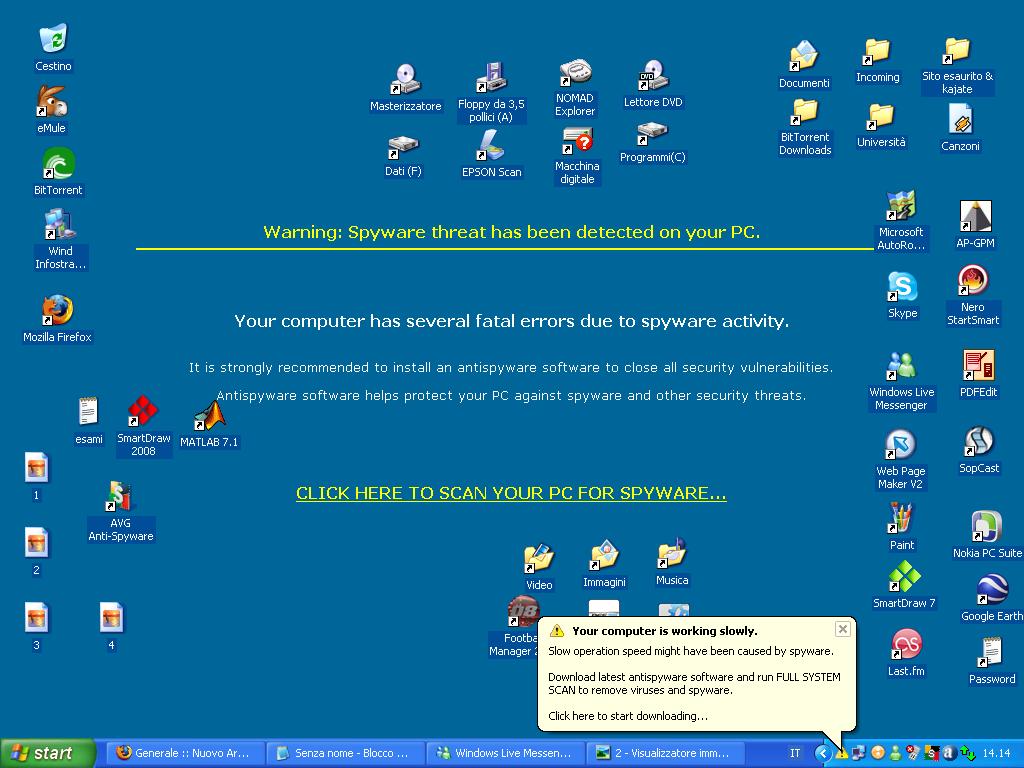 Cestino
eMule
BitTorrent
Wind
Infostra...
Mozilla Firefox
Masterizzatore
Floppy da 3,5
pollici (A)
NOMAD
Explorer
Lettore DVD
Dati (F)
EPSON Scan
Macchina
digitale
Programmi(C)
Documenti
Incoming
Sito esaurito &
kajate
BitTorrent
Downloads
Università
Canzoni
Warning: Spyware threat has been detected on your PC.
Your computer has several fatal errors due to spyware activity.
It is strongly recommended to install an antispyware software to close all security vulnerabilities.
Antispyware software helps protect your PC against spyware and other security threats.
CLICK HERE TO SCAN YOUR PC FOR SPYWARE...
Microsoft
AutoRo...
AP-GPM
Skype
Nero
StartSmart
Windows Live
Messenger
PDFEdit
Web Page
Maker V2
SopCast
Paint
Nokia PC Suite
SmartDraw 7
Google Earth
Last.fm
Password
esami
SmartDraw
2008
MATLAB 7.1
1
AVG
Anti-Spyware
2
3
4
Video
Immagini
Musica
Footba
Manager 2
Your computer is working slowly.
Slow operation speed might have been caused by spyware.
Download latest antispyware software and run FULL SYSTEM
SCAN to remove viruses and spyware.
Click here to start downloading...
start
Generale :: Nuovo Ar...
Senza nome - Blocco ...
Windows Live Messen...
2 - Visualizzatore imm...
IT
14.14